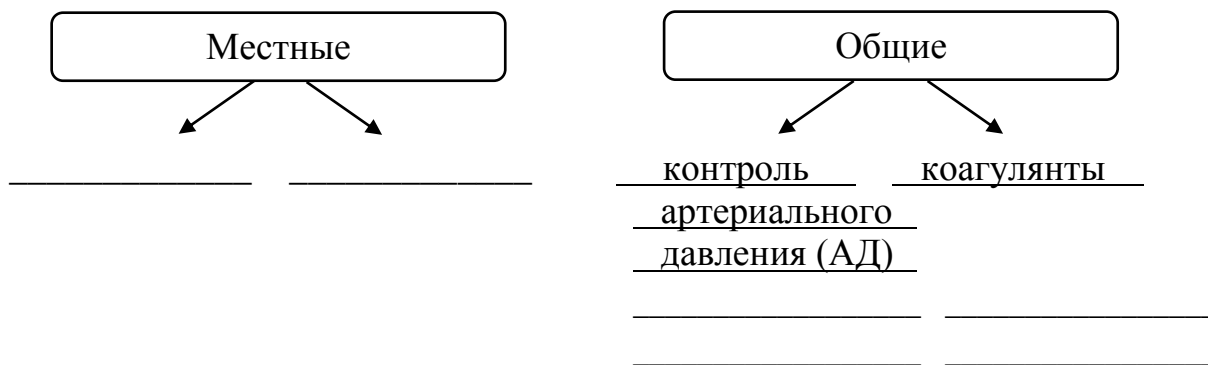 Местные
Общие
контроль коагулянты
артериального
давления (АД)